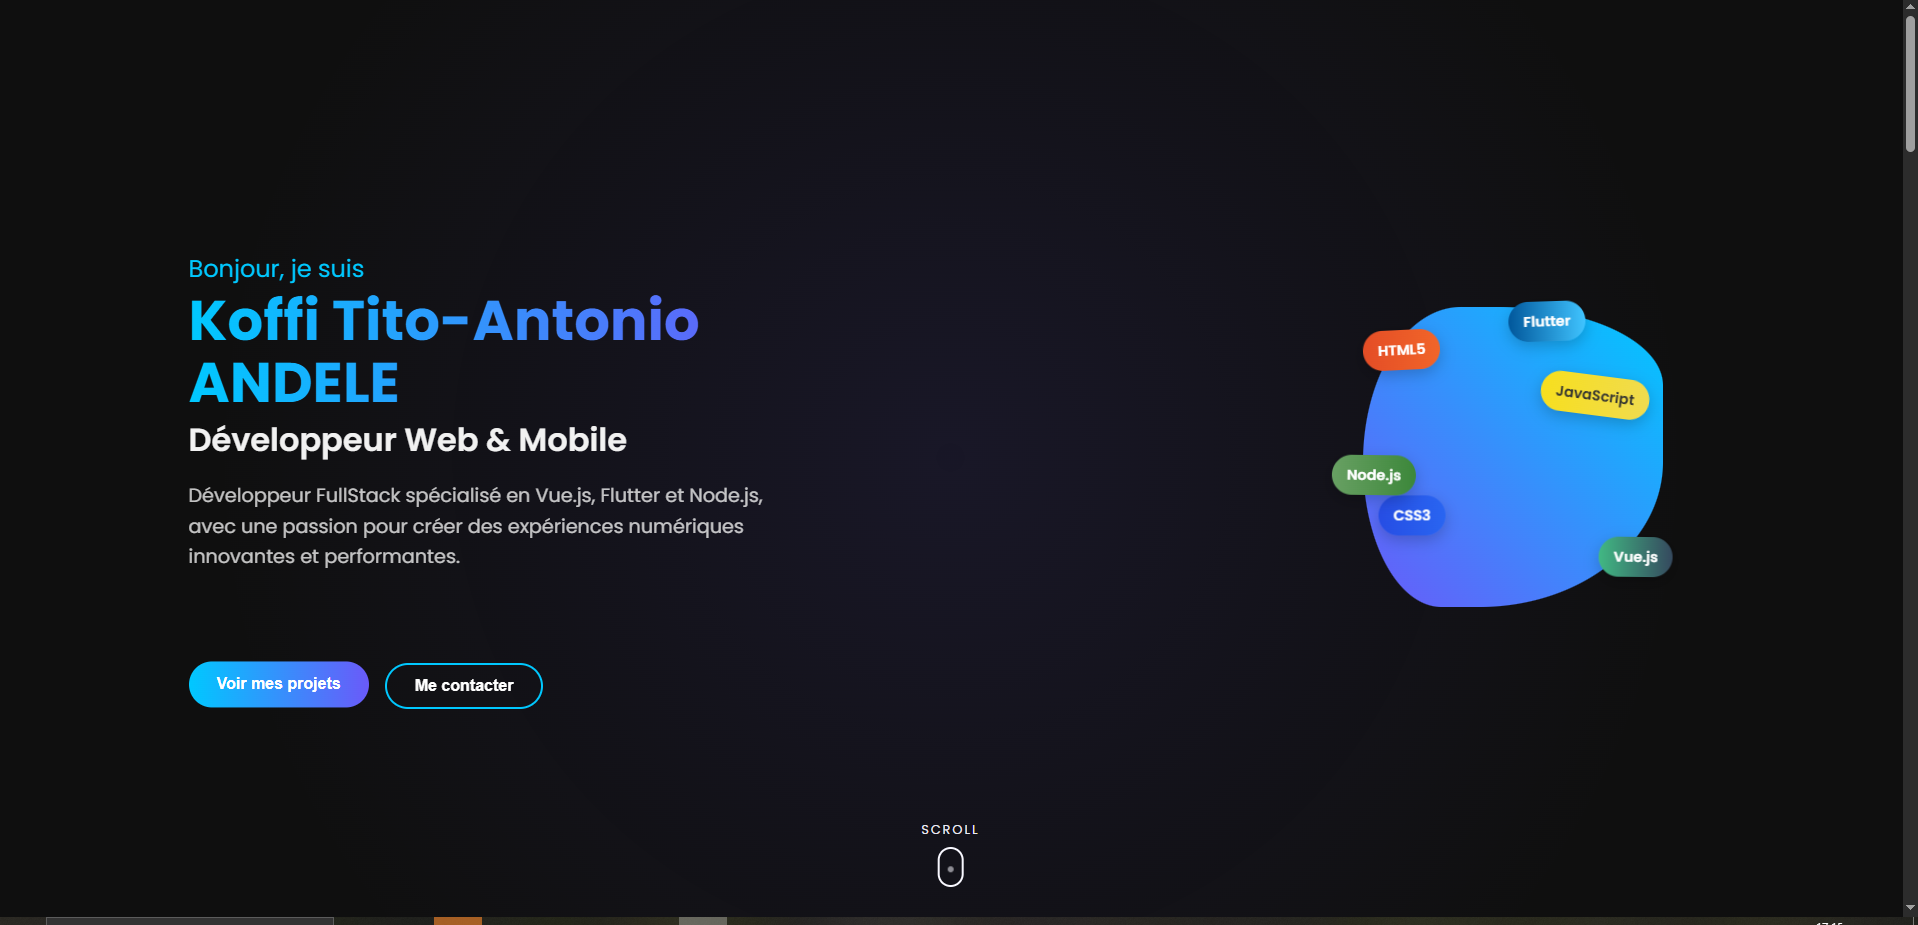 Bonjour, je suis
Koffi Tito-Antonio
ANDELE
Développeur Web & Mobile
Développeur FullStack spécialisé en Vue.js, Flutter et Node.js,
avec une passion pour créer des expériences numériques
innovantes et performantes.
Voir mes projets
Me contacter
Flutter
HTML5
JavaScript
Node.js
CSS3
Vue.js
SCROLL